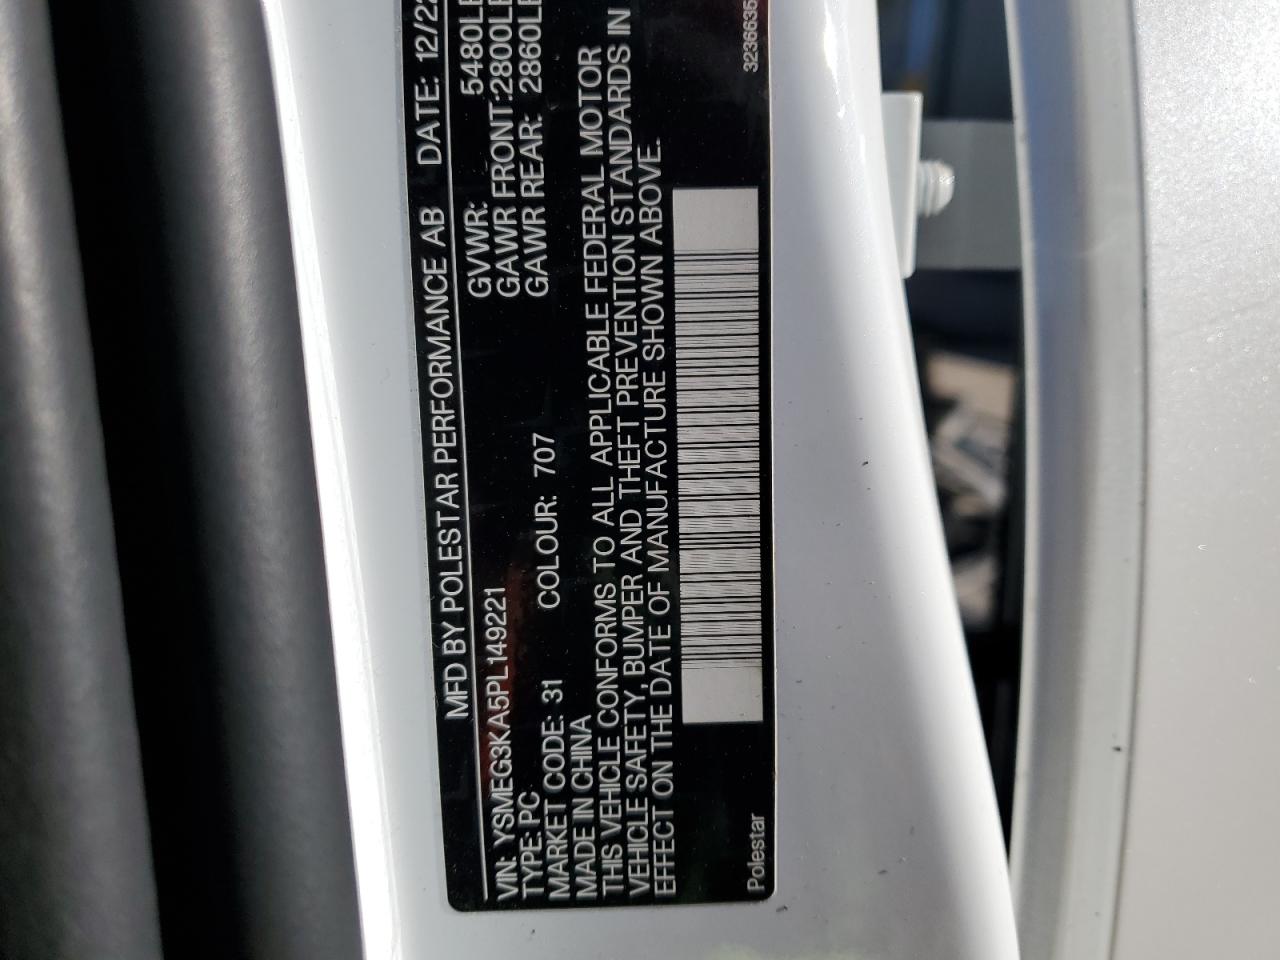 MFD BY POLESTAR PERFORMANCE AB DATE: 12/22
VIN: YSMEG3KA5PL149221 GVWR: 5480LB
TYPE: PC GAWR FRONT:2800LB
MARKET CODE: 31 COLOUR: 707 GAWR REAR: 2860LB
MADE IN CHINA
THIS VEHICLE CONFORMS TO ALL APPLICABLE FEDERAL MOTOR
VEHICLE SAFETY, BUMPER AND THEFT PREVENTION STANDARDS IN
EFFECT ON THE DATE OF MANUFACTURE SHOWN ABOVE.
Polestar 3236635